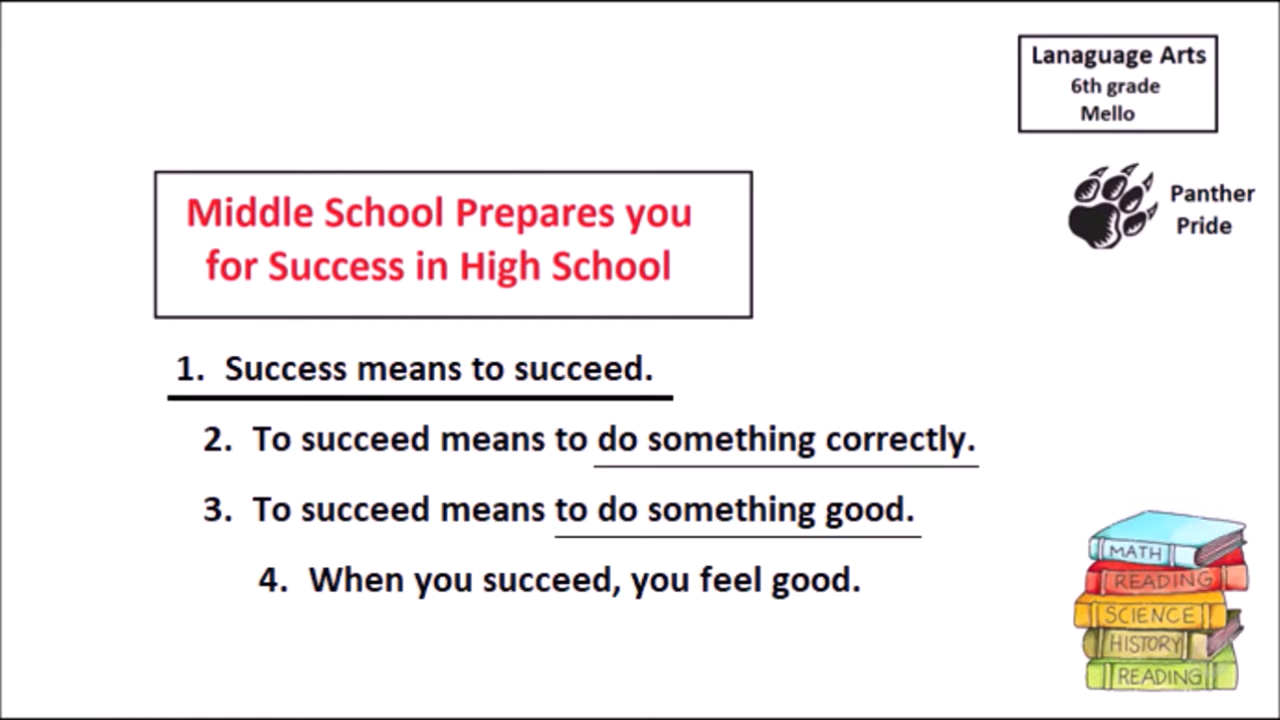 Lanaguage Arts
6th grade
Mello
Panther
Pride
Middle School Prepares you
for Success in High School
1. Success means to succeed.
2. To succeed means to do something correctly.
3. To succeed means to do something good.
4. When you succeed, you feel good.
MATH
READING
SCIENCE
HISTORY
READING